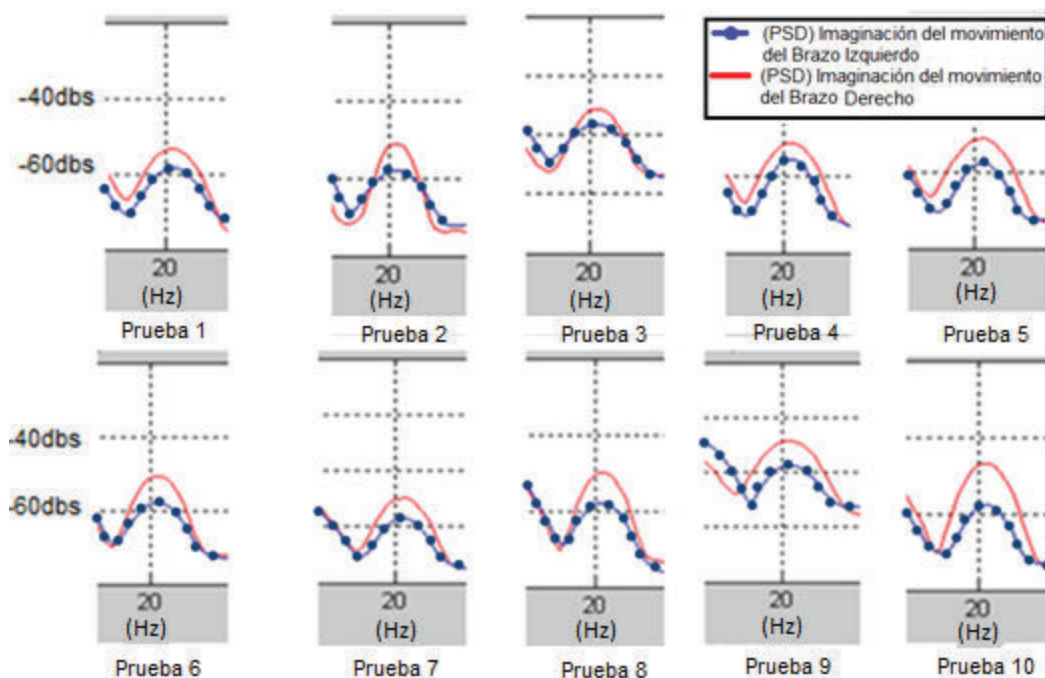 (PSD) Imaginación del movimiento
del Brazo Izquierdo
(PSD) Imaginación del movimiento
del Brazo Derecho
-40dbs
-60dbs
20 20 20 20 20
(Hz) (Hz) (Hz) (Hz) (Hz)
Prueba 1 Prueba 2 Prueba 3 Prueba 4 Prueba 5
-40dbs
-60dbs
20 20 20 20 20
(Hz) (Hz) (Hz) (Hz) (Hz)
Prueba 6 Prueba 7 Prueba 8 Prueba 9 Prueba 10